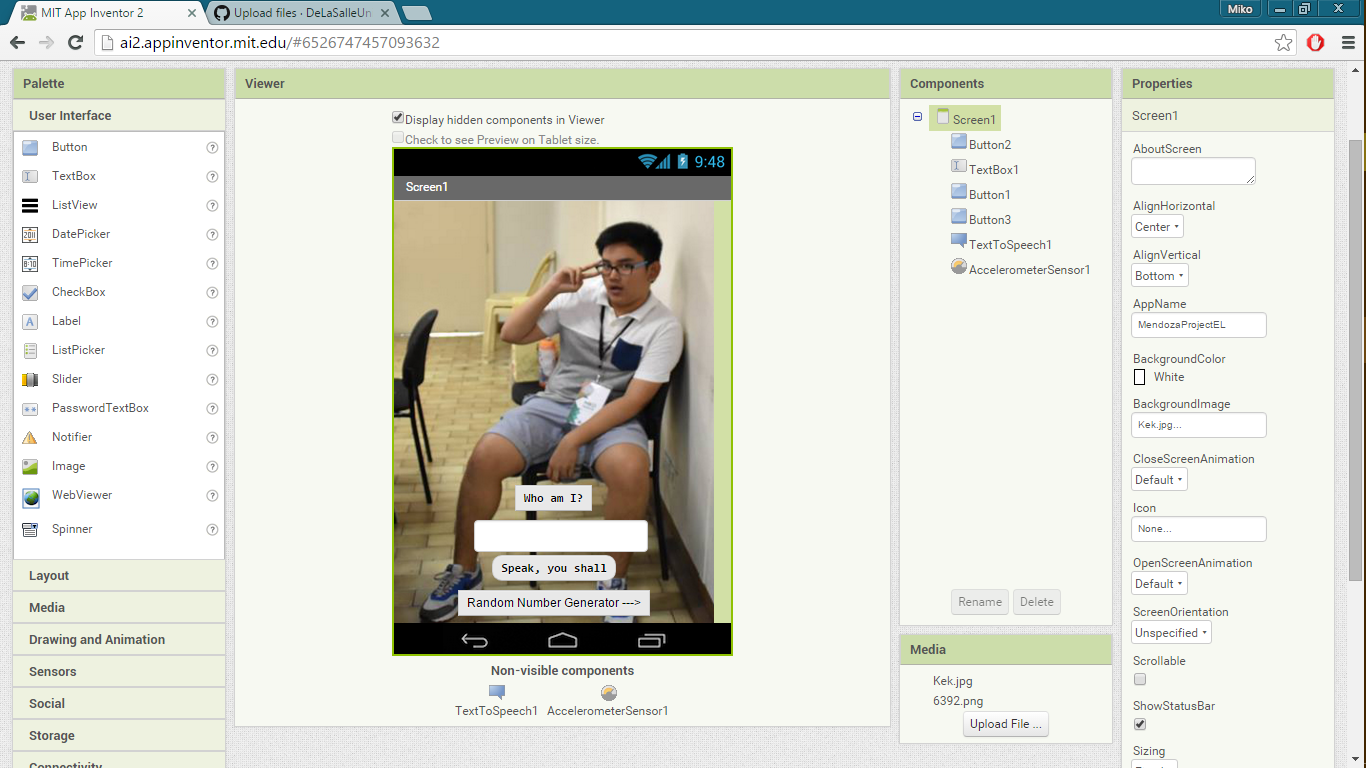 MIT App Inventor 2
Upload files · DeLaSalleUn
Miko
ai2.appinventor.mit.edu/#6526747457093632
Palette
User Interface
Button
TextBox
ListView
DatePicker
TimePicker
CheckBox
Label
ListPicker
Slider
PasswordTextBox
Notifier
Image
WebViewer
Spinner
Layout
Media
Drawing and Animation
Sensors
Social
Storage
Connectivity
Viewer
Display hidden components in Viewer
Check to see Preview on Tablet size.
9:48
Screen1
Who am I?
Speak, you shall
Random Number Generator --->
Non-visible components
TextToSpeech1
AccelerometerSensor1
Components
Screen1
Button2
TextBox1
Button1
Button3
TextToSpeech1
AccelerometerSensor1
Rename
Delete
Media
Kek.jpg
6392.png
Upload File ...
Properties
Screen1
AboutScreen
AlignHorizontal
Center
AlignVertical
Bottom
AppName
MendozaProjectEL
BackgroundColor
White
BackgroundImage
Kek.jpg...
CloseScreenAnimation
Default
Icon
None...
OpenScreenAnimation
Default
ScreenOrientation
Unspecified
Scrollable
ShowStatusBar
Sizing